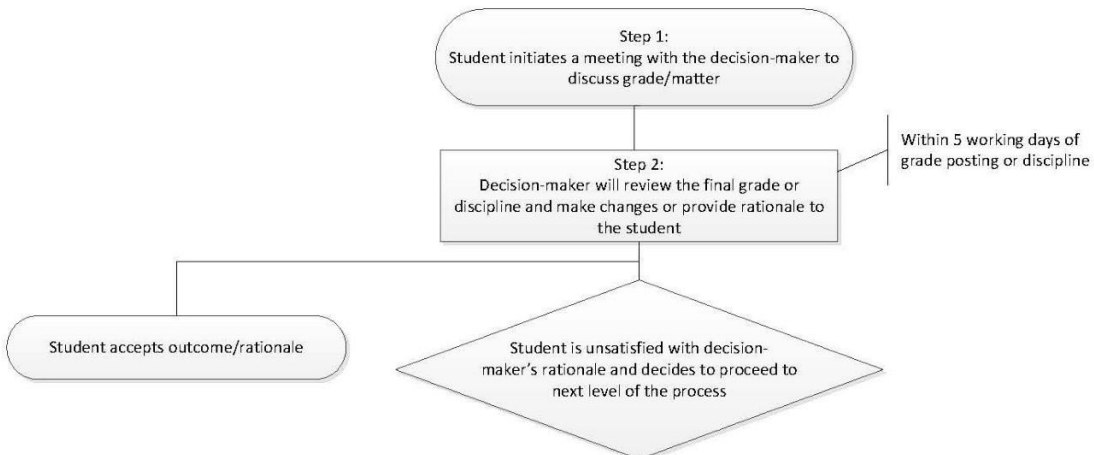 Step 1:
Student initiates a meeting with the decision-maker to
discuss grade/matter
Within 5 working days of
grade posting or discipline
Step 2:
Decision-maker will review the final grade or
discipline and make changes or provide rationale to
the student
Student accepts outcome/rationale
Student is unsatisfied with decision-
maker's rationale and decides to proceed to
next level of the process